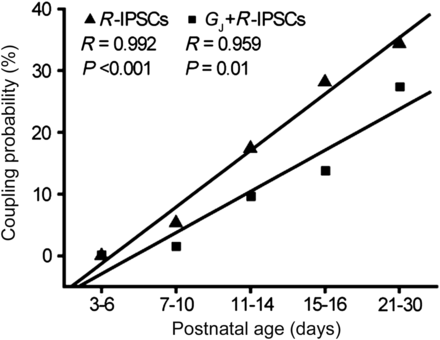 40
30
20
10
0
Coupling probability (%)
▲ R-IPSCs
R = 0.992
P <0.001
■ GJ+R-IPSCs
R = 0.959
P = 0.01
3-6 7-10 11-14 15-16 21-30
Postnatal age (days)